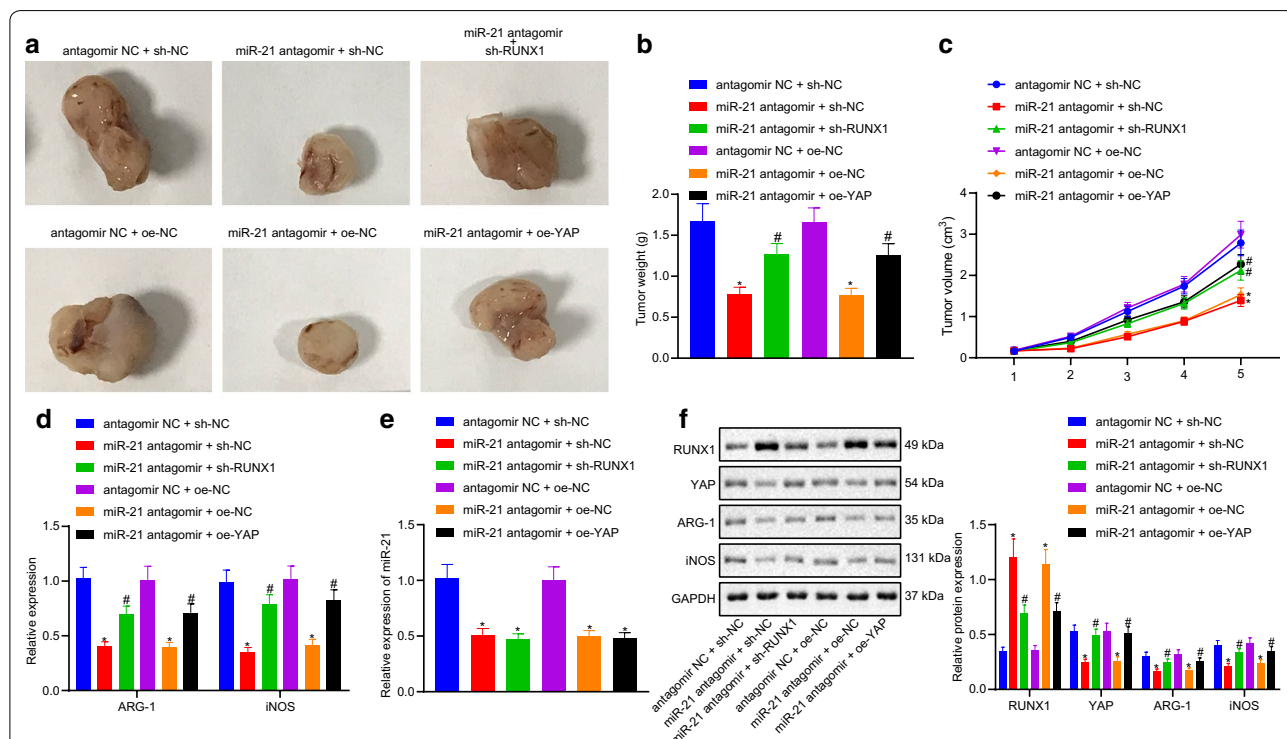 a
antagomir NC + sh-NC
miR-21 antagomir + sh-NC
miR-21 antagomir
+
sh-RUNX1
antagomir NC + oe-NC
miR-21 antagomir + oe-NC
miR-21 antagomir + oe-YAP
b
antagomir NC + sh-NC
miR-21 antagomir + sh-NC
miR-21 antagomir + sh-RUNX1
antagomir NC + oe-NC
miR-21 antagomir + oe-NC
miR-21 antagomir + oe-YAP
Tumor weight (g)
2.0
1.5
1.0
0.5
0.0
*
#
*
#
c
antagomir NC + sh-NC
miR-21 antagomir + sh-NC
miR-21 antagomir + sh-RUNX1
antagomir NC + oe-NC
miR-21 antagomir + oe-NC
miR-21 antagomir + oe-YAP
Tumor volume (cm³)
4
3
2
1
0
#
#
*
*
1 2 3 4 5
d
antagomir NC + sh-NC
miR-21 antagomir + sh-NC
miR-21 antagomir + sh-RUNX1
antagomir NC + oe-NC
miR-21 antagomir + oe-NC
miR-21 antagomir + oe-YAP
Relative expression
1.5
1.0
0.5
0.0
* # * # * # * #
ARG-1 iNOS
e
antagomir NC + sh-NC
miR-21 antagomir + sh-NC
miR-21 antagomir + sh-RUNX1
antagomir NC + oe-NC
miR-21 antagomir + oe-NC
miR-21 antagomir + oe-YAP
Relative expression of miR-21
1.5
1.0
0.5
0.0
* * * *
f
RUNX1 49 kDa
YAP 54 kDa
ARG-1 35 kDa
iNOS 131 kDa
GAPDH 37 kDa
antagomir NC + sh-NC
miR-21 antagomir + sh-NC
miR-21 antagomir + sh-RUNX1
antagomir NC + oe-NC
miR-21 antagomir + oe-NC
miR-21 antagomir + oe-YAP
antagomir NC + sh-NC
miR-21 antagomir + sh-NC
miR-21 antagomir + sh-RUNX1
antagomir NC + oe-NC
miR-21 antagomir + oe-NC
miR-21 antagomir + oe-YAP
Relative protein expression
1.5
1.0
0.5
0.0
* # * # * # * # * # * # * # * #
RUNX1 YAP ARG-1 iNOS